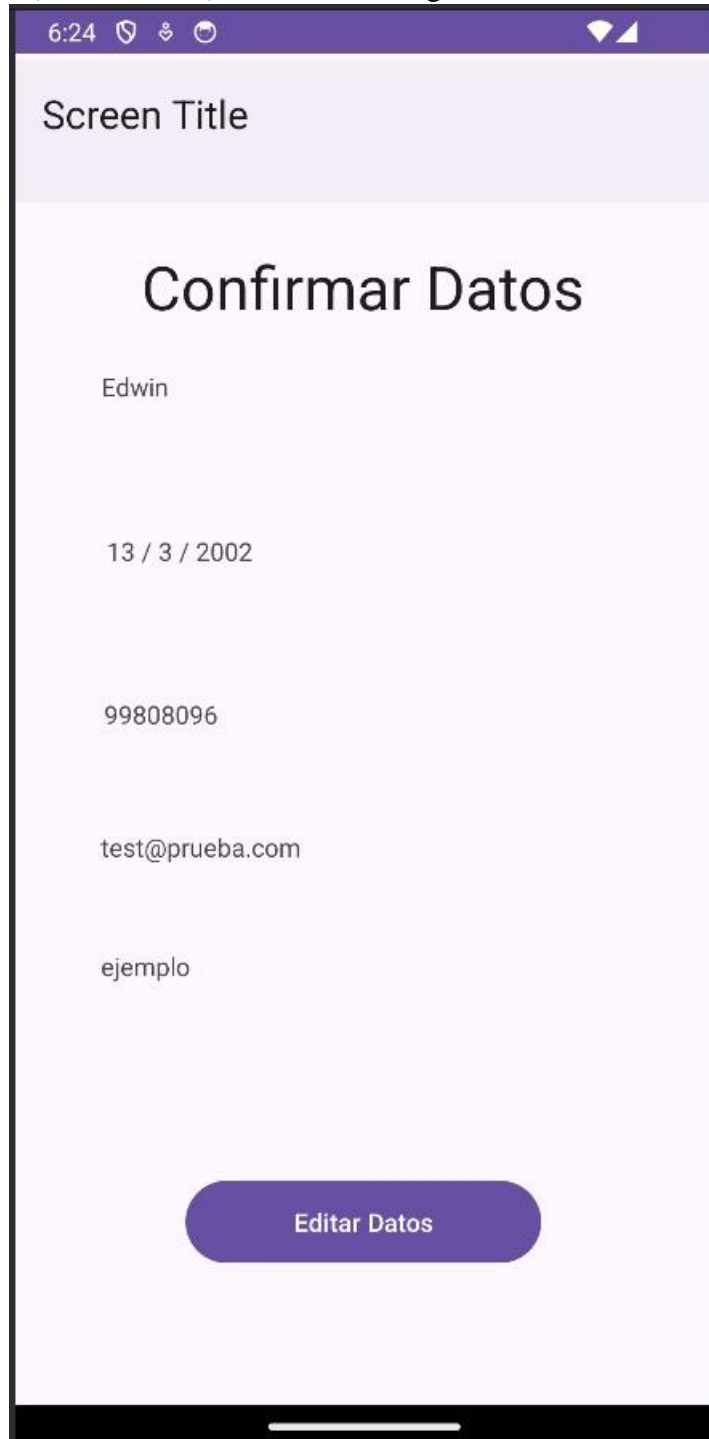 6:24
Screen Title
Confirmar Datos
Edwin
13 / 3 / 2002
99808096
test@prueba.com
ejemplo
Editar Datos